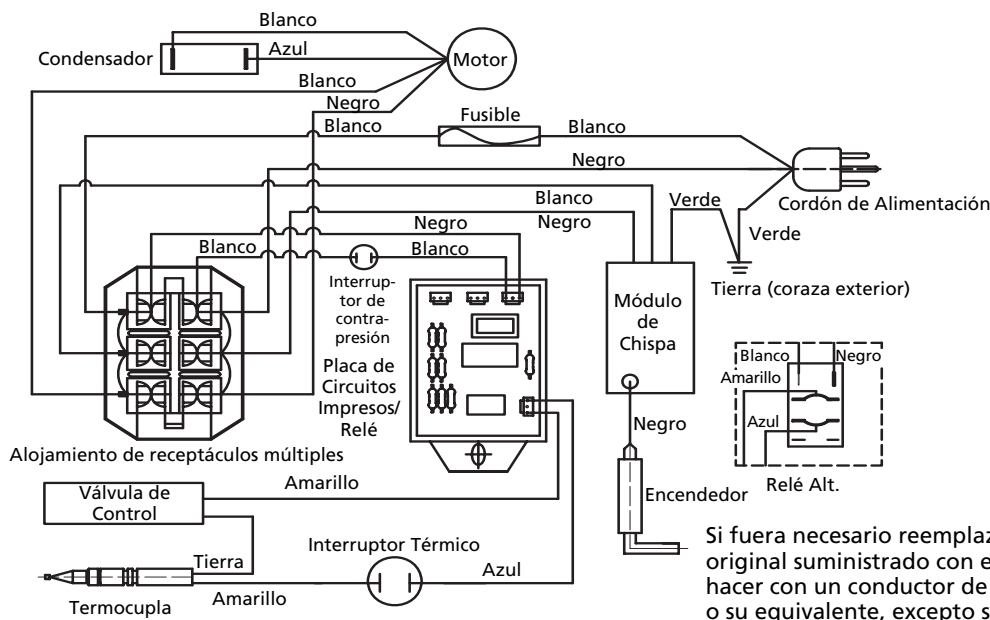 Blanco
Condensador
Azul
Motor
Blanco
Negro
Blanco
Fusible
Blanco
Negro
Cordón de Alimentación
Blanco
Verde
Negro
Negro
Verde
Blanco
Blanco
Tierra (coraza exterior)
Interrup-
tor de
contra-
presión
Módulo
de
Chispa
Placa de
Circuitos
Impresos/
Relé
Blanco
Negro
Amarillo
Azul
Relé Alt.
Negro
Encendedor
Alojamiento de receptáculos múltiples
Amarillo
Válvula de
Control
Tierra
Interruptor Térmico
Azul
Amarillo
Termocupla
Si fuera necesario reemplaz
original suministrado con e
hacer con un conductor de
o su equivalente, excepto s